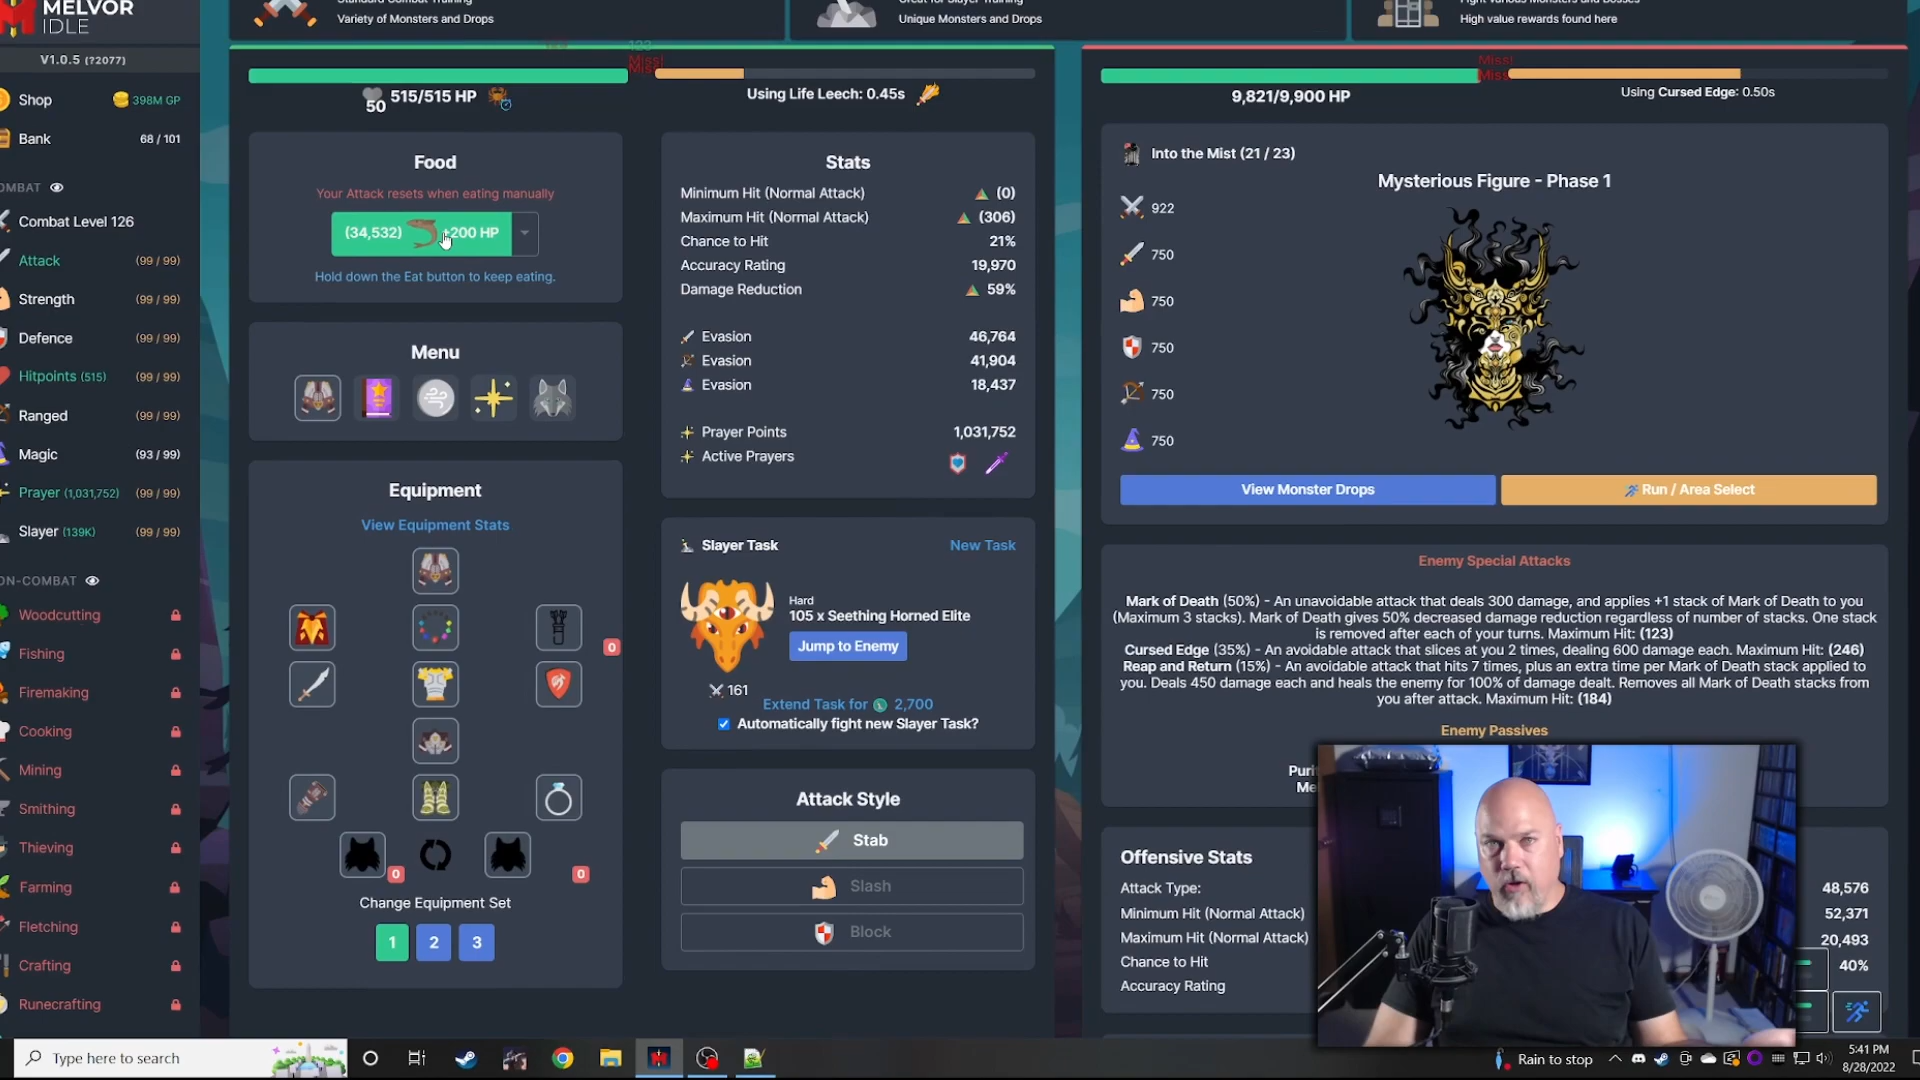 MELVOR
IDLE
V1.0.5 (?2077)
Shop 398M GP
Bank 68 / 101
OMBAT
Combat Level 126
Attack (99 / 99)
Strength (99 / 99)
Defence (99 / 99)
Hitpoints (515) (99 / 99)
Ranged (99 / 99)
Magic (93 / 99)
Prayer (1,031,752) (99 / 99)
Slayer (139K) (99 / 99)
ON-COMBAT
Woodcutting
Fishing
Firemaking
Cooking
Mining
Smithing
Thieving
Farming
Fletching
Crafting
Runecrafting
Variety of Monsters and Drops
Unique Monsters and Drops
High value rewards found here
Miss!
50 515/515 HP
Using Life Leech: 0.45s
Food
Your Attack resets when eating manually
(34,532) +200 HP
Hold down the Eat button to keep eating.
Menu
Equipment
View Equipment Stats
0
0
0
Change Equipment Set
1 2 3
Stats
Minimum Hit (Normal Attack) (0)
Maximum Hit (Normal Attack) (306)
Chance to Hit 21%
Accuracy Rating 19,970
Damage Reduction 59%
Evasion 46,764
Evasion 41,904
Evasion 18,437
Prayer Points 1,031,752
Active Prayers
Slayer Task New Task
Hard
105 x Seething Horned Elite
Jump to Enemy
161
Extend Task for 2,700
Automatically fight new Slayer Task?
Attack Style
Stab
Slash
Block
Miss!
9,821/9,900 HP
Using Cursed Edge: 0.50s
Into the Mist (21 / 23)
Mysterious Figure - Phase 1
922
750
750
750
750
750
View Monster Drops
Run / Area Select
Enemy Special Attacks
Mark of Death (50%) - An unavoidable attack that deals 300 damage, and applies +1 stack of Mark of Death to you
(Maximum 3 stacks). Mark of Death gives 50% decreased damage reduction regardless of number of stacks. One stack
is removed after each of your turns. Maximum Hit: (123)
Cursed Edge (35%) - An avoidable attack that slices at you 2 times, dealing 600 damage each. Maximum Hit: (246)
Reap and Return (15%) - An avoidable attack that hits 7 times, plus an extra time per Mark of Death stack applied to
you. Deals 450 damage each and heals the enemy for 100% of damage dealt. Removes all Mark of Death stacks from
you after attack. Maximum Hit: (184)
Enemy Passives
Puri
Me
Offensive Stats
Attack Type: 48,576
Minimum Hit (Normal Attack) 52,371
Maximum Hit (Normal Attack) 20,493
Chance to Hit 40%
Accuracy Rating
Type here to search
Rain to stop
5:41 PM
8/28/2022